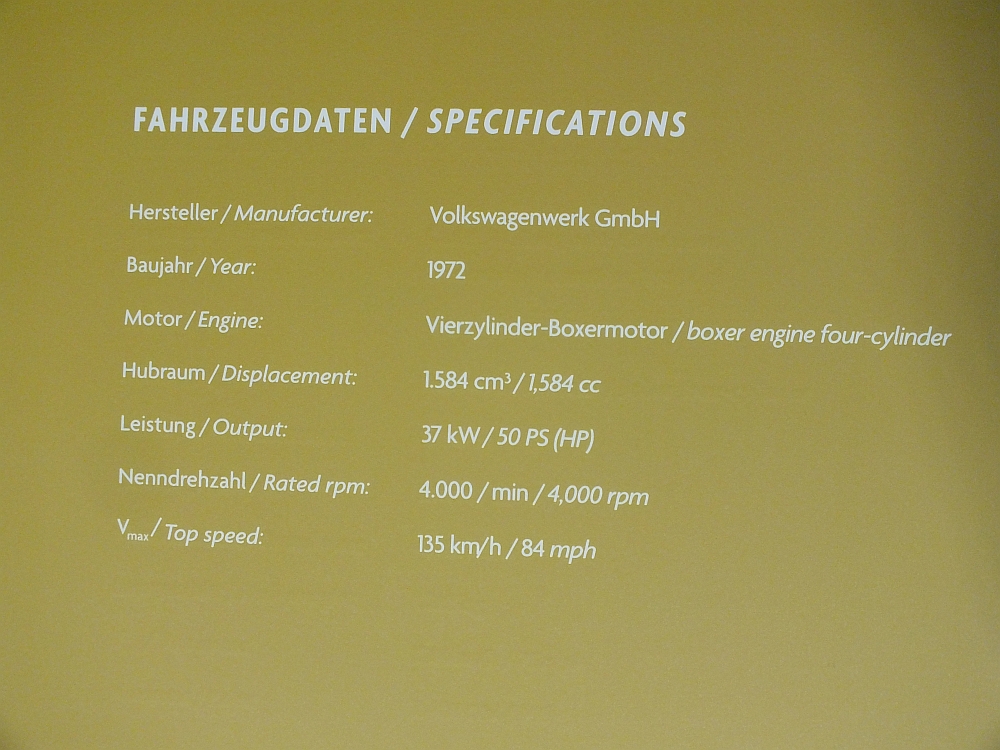 FAHRZEUGDATEN / SPECIFICATIONS
Hersteller / Manufacturer: Volkswagenwerk GmbH
Baujahr / Year: 1972
Motor / Engine: Vierzylinder-Boxermotor / boxer engine four-cylinder
Hubraum / Displacement: 1.584 cm³ / 1,584 cc
Leistung / Output: 37 kW / 50 PS (HP)
Nenndrehzahl / Rated rpm: 4.000 / min / 4,000 rpm
Vmax / Top speed: 135 km/h / 84 mph